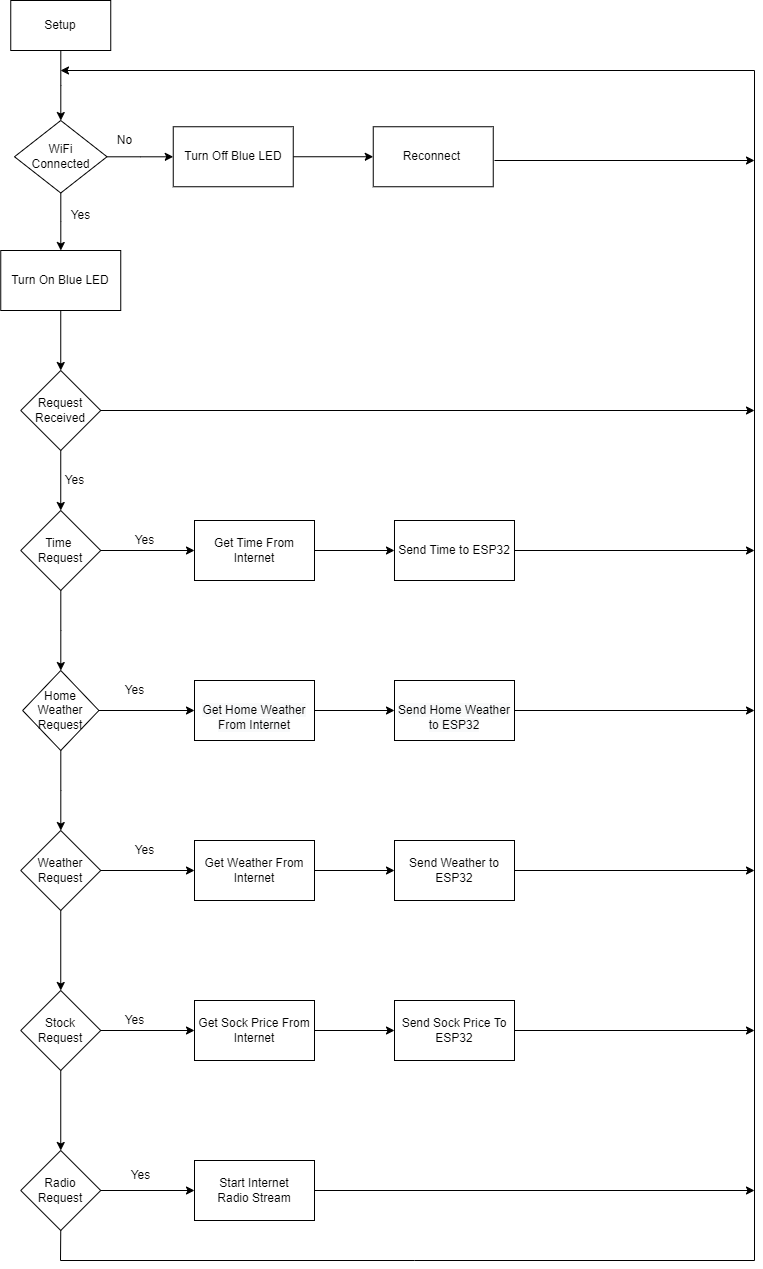 Setup
WiFi
Connected
No
Turn Off Blue LED
Reconnect
Yes
Turn On Blue LED
Request
Received
Yes
Time
Request
Yes
Get Time From
Internet
Send Time to ESP32
Home
Weather
Request
Yes
Get Home Weather
From Internet
Send Home Weather
to ESP32
Weather
Request
Yes
Get Weather From
Internet
Send Weather to
ESP32
Stock
Request
Yes
Get Sock Price From
Internet
Send Sock Price To
ESP32
Radio
Request
Yes
Start Internet
Radio Stream